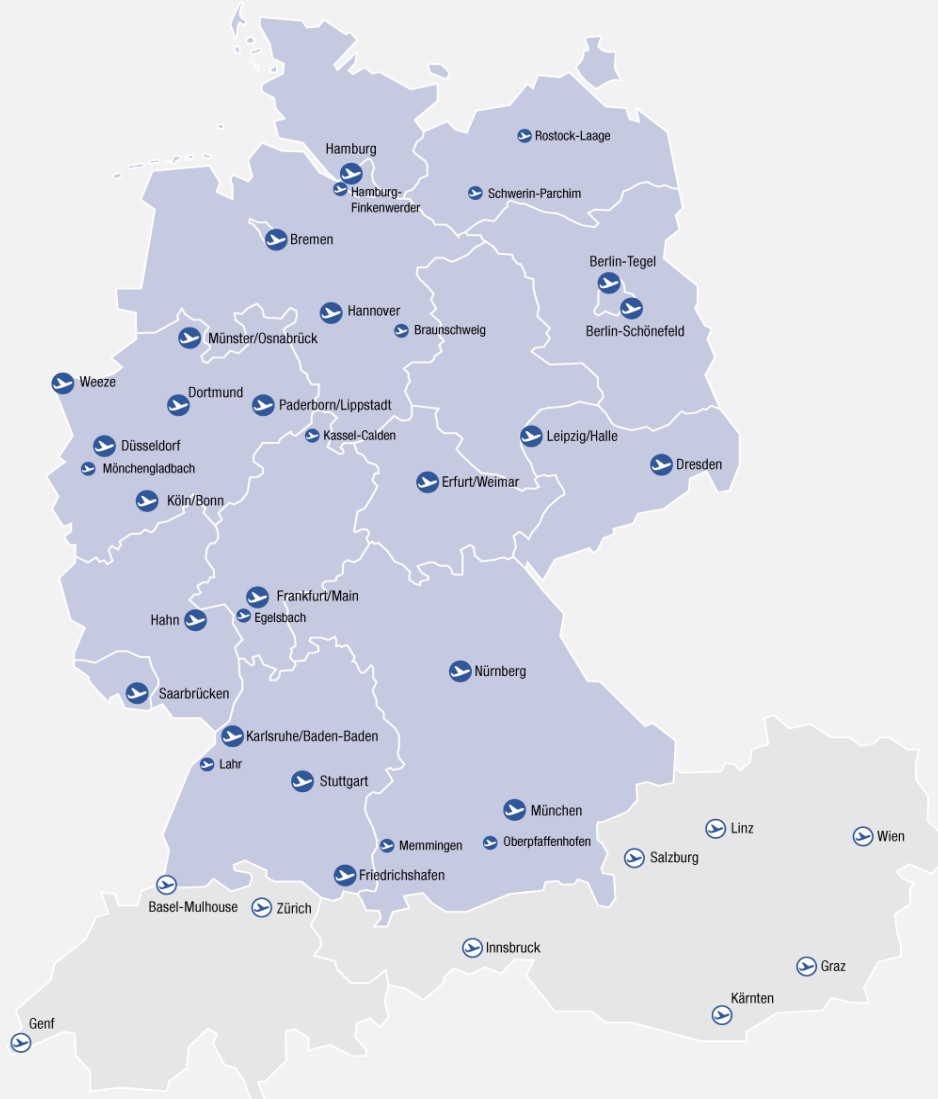 Rostock-Laage
Hamburg
Hamburg-
Finkenwerder
Schwerin-Parchim
Bremen
Berlin-Tegel
Hannover
Berlin-Schönefeld
Braunschweig
Münster/Osnabrück
Weeze
Dortmund
Paderborn/Lippstadt
Kassel-Calden
Leipzig/Halle
Düsseldorf
Mönchengladbach
Dresden
Erfurt/Weimar
Köln/Bonn
Frankfurt/Main
Egelsbach
Hahn
Nürnberg
Saarbrücken
Karlsruhe/Baden-Baden
Lahr
Stuttgart
München
Linz
Wien
Memmingen
Oberpfaffenhofen
Salzburg
Friedrichshafen
Basel-Mulhouse
Zürich
Innsbruck
Graz
Kärnten
Genf